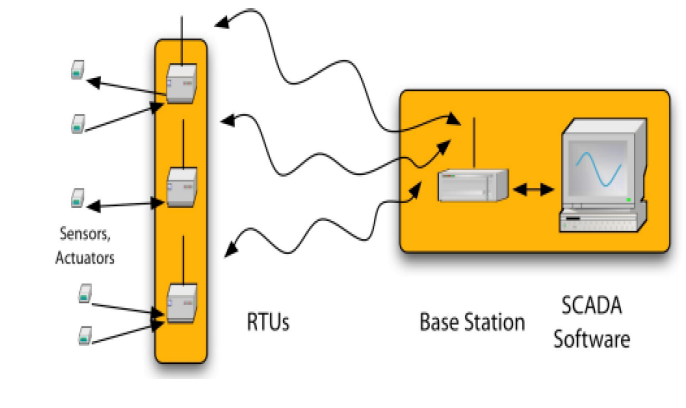 Sensors,
Actuators
RTUs
Base Station
SCADA
Software